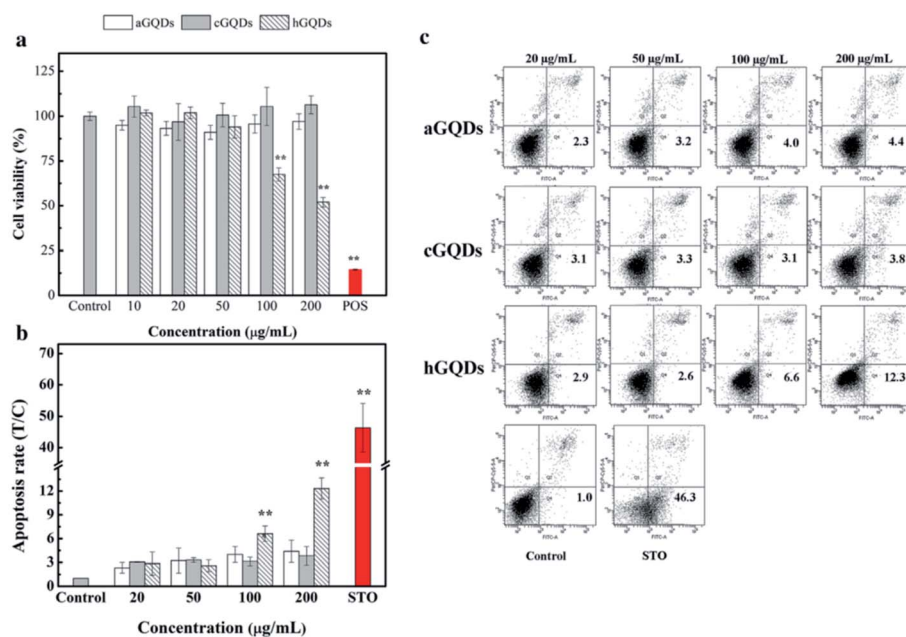 aGQDs cGQDs hGQDs
a
Cell viability (%)
125
100
75
50
25
0
Control 10 20 50 100 200 POS
** ** **
Concentration (μg/mL)
b
Apoptosis rate (T/C)
70
60
50
40
12
9
6
3
0
** ** **
Control 20 50 100 200 STO
Concentration (μg/mL)
c
20 μg/mL 50 μg/mL 100 μg/mL 200 μg/mL
aGQDs
2.3 3.2 4.0 4.4
cGQDs
3.1 3.3 3.1 3.8
hGQDs
2.9 2.6 6.6 12.3
1.0 46.3
FITC-A FITC-A
Control STO